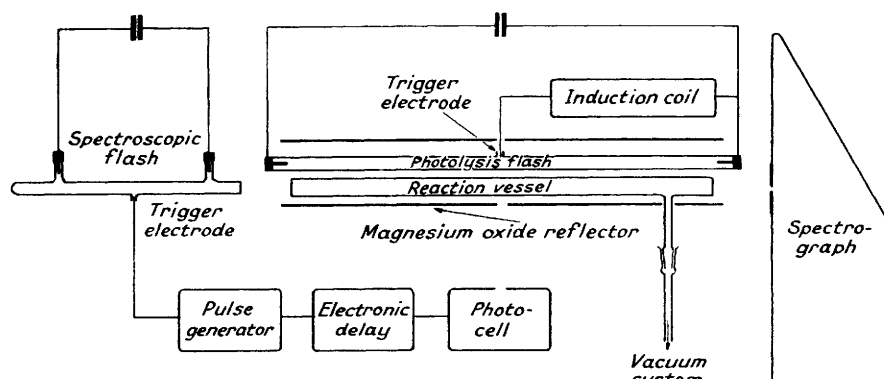 Trigger
electrode
Induction coil
Spectroscopic
flash
Photolysis flash
Reaction vessel
Trigger
electrode
Magnesium oxide reflector
Spectro-
graph
Pulse
generator
Electronic
delay
Photo-
cell
Vacuum
system